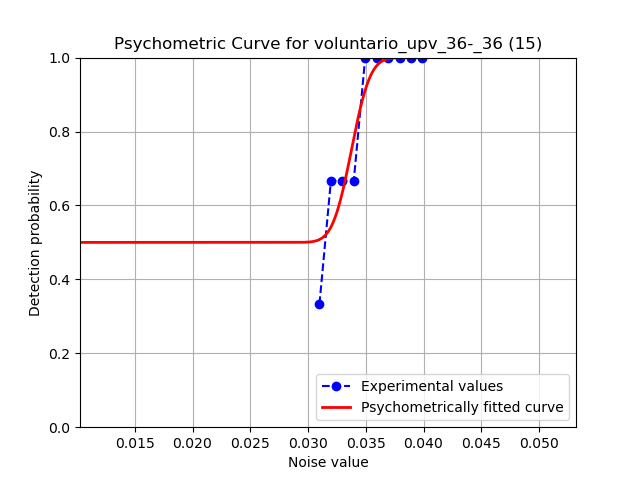 Psychometric Curve for voluntario_upv_36-_36 (15)
1.0
0.8
0.6
0.4
0.2
0.0
Detection probability
0.015 0.020 0.025 0.030 0.035 0.040 0.045 0.050
Noise value
Experimental values
Psychometrically fitted curve